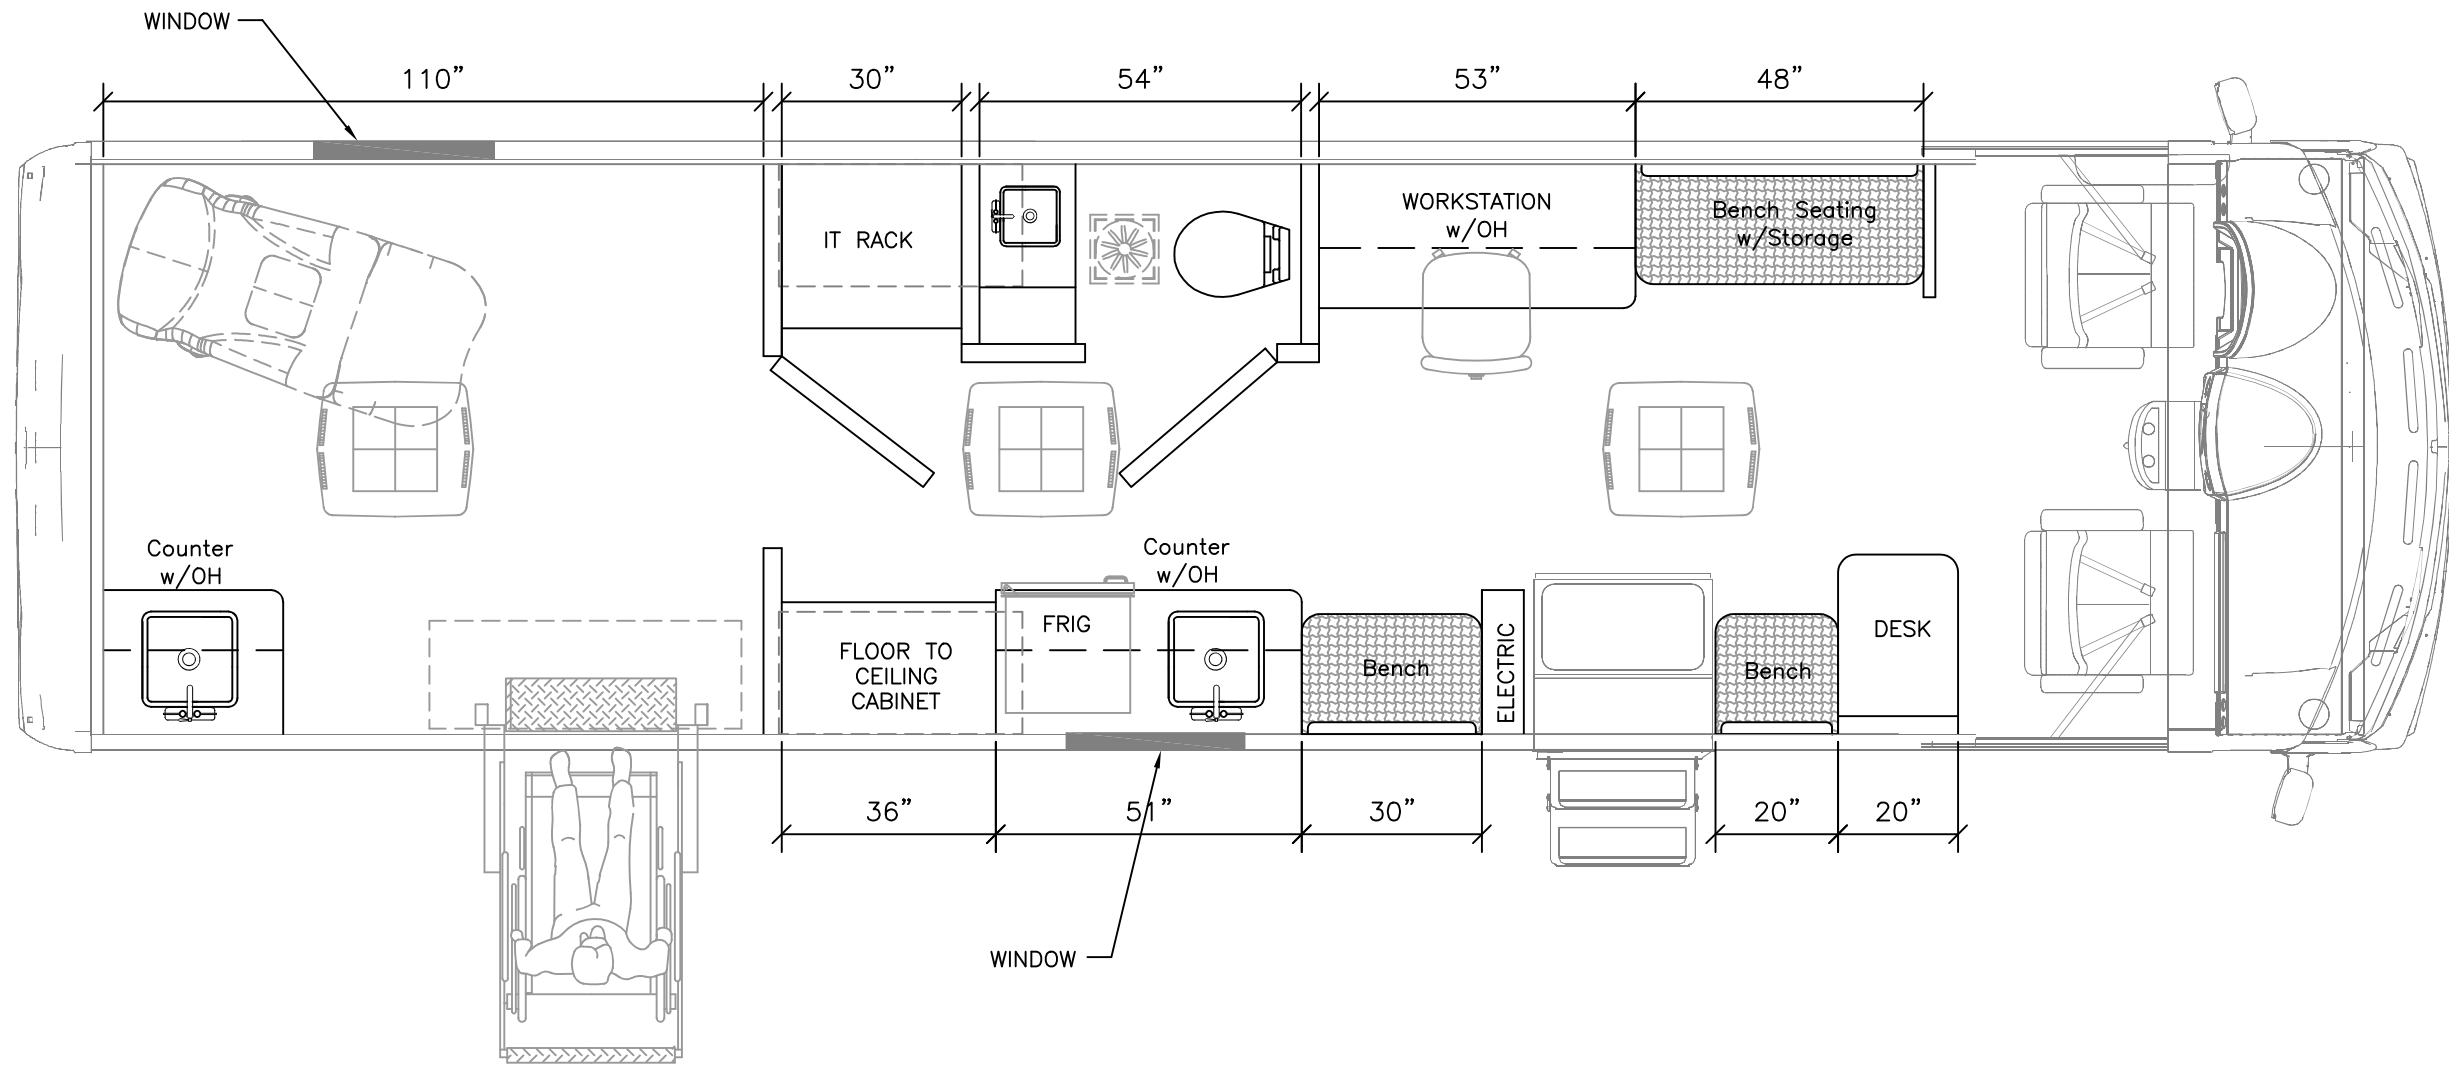 WINDOW
110”
30”
54”
53”
48”
IT RACK
WORKSTATION
w/OH
Bench Seating
w/Storage
Counter
w/OH
Counter
w/OH
FLOOR TO
CEILING
CABINET
FRIG
Bench
ELECTRIC
Bench
DESK
36”
51”
30”
20”
20”
WINDOW